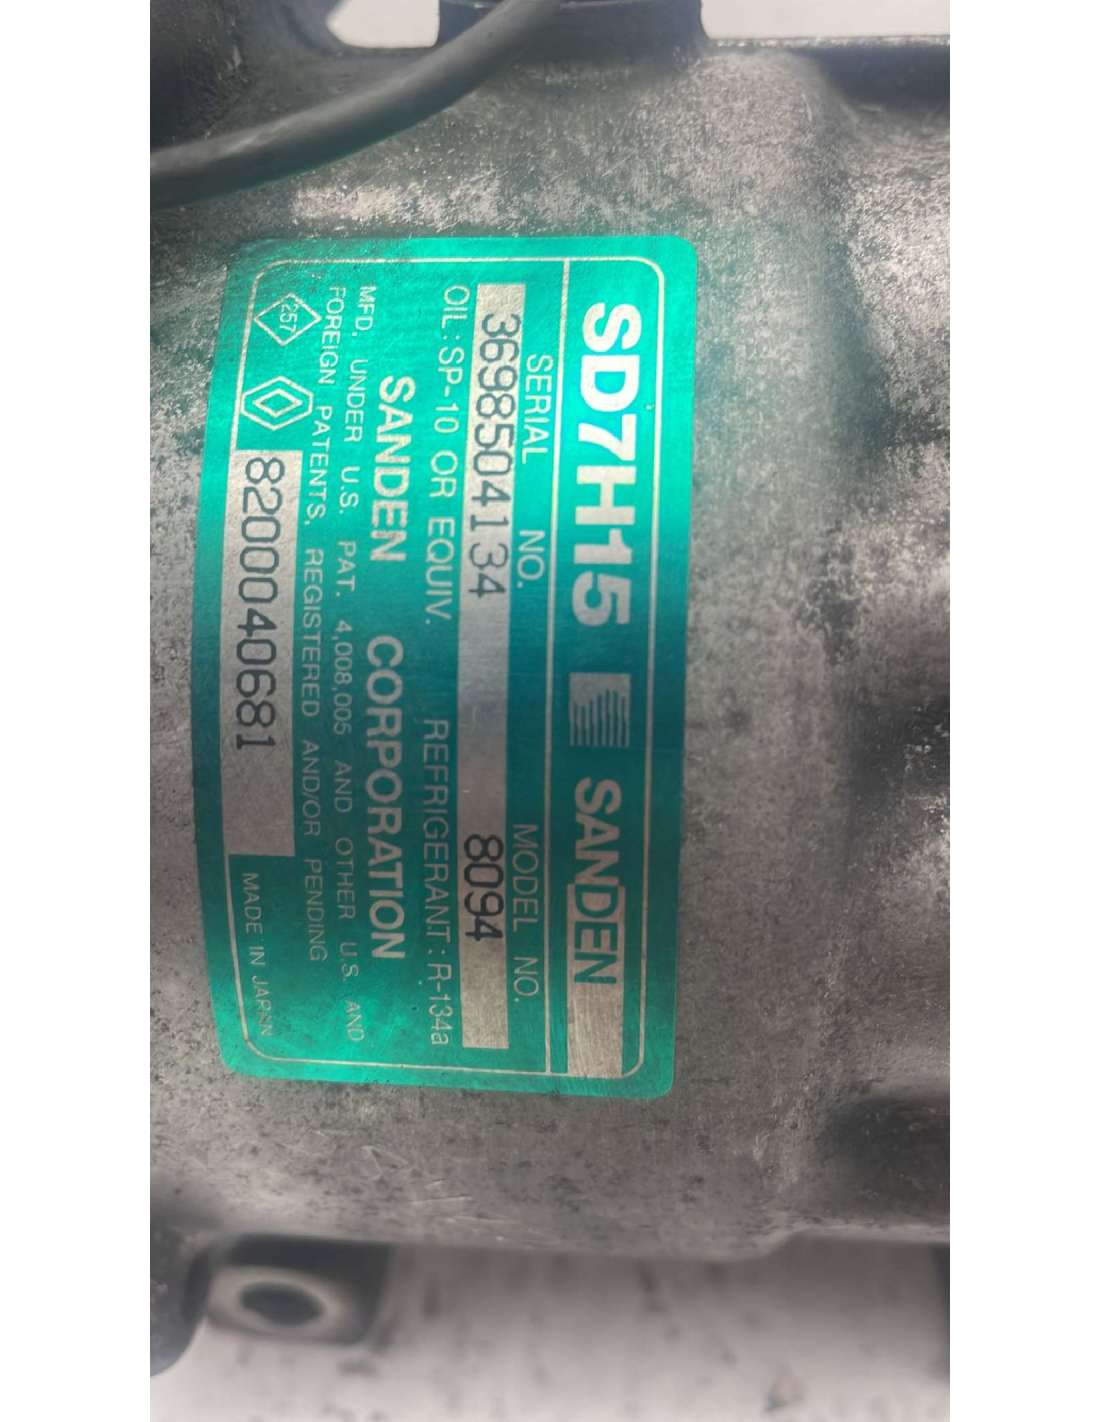 SD7H15 SANDEN SANDEN
SERIAL NO. MODEL NO.
3698504134 8094
OIL: SP-10 OR EQUIV. REFRIGERANT: R-134a
SANDEN CORPORATION
MFD. UNDER U.S. PAT. 4,008,005 AND OTHER U.S. AND
FOREIGN PATENTS, REGISTERED AND/OR PENDING
257 8200040681 MADE IN JAPAN